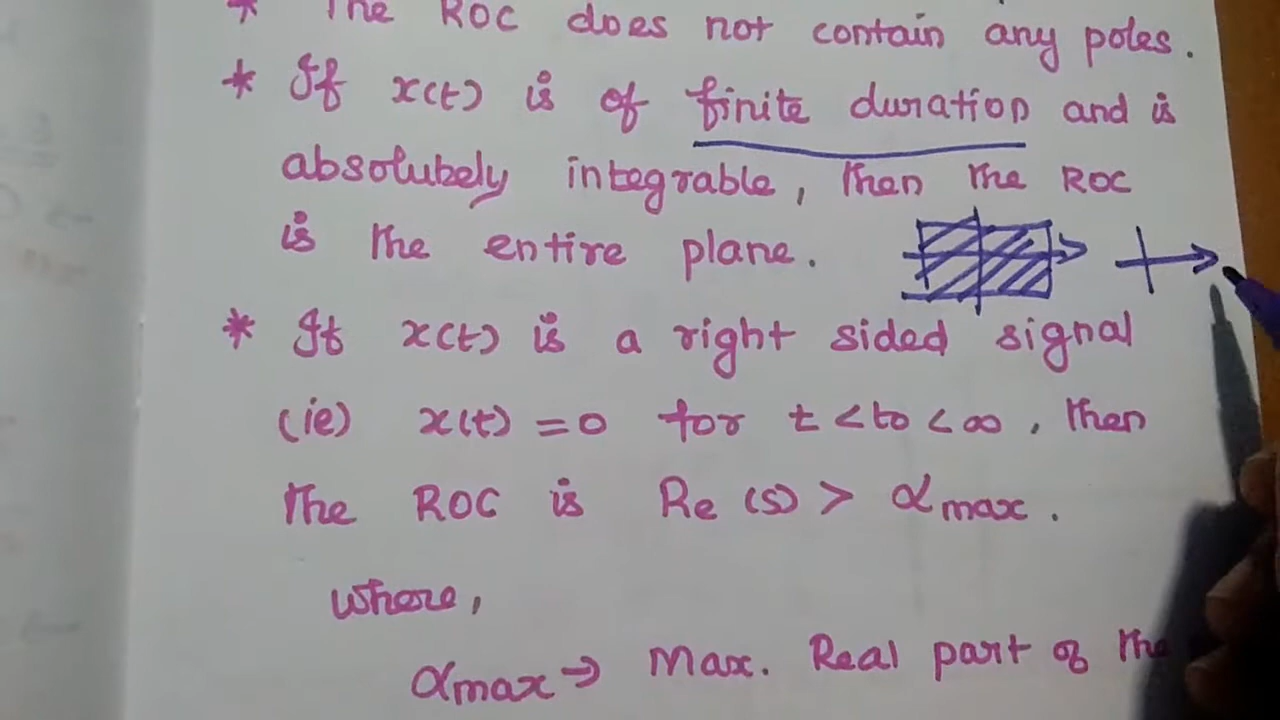 * The ROC does not contain any poles.
* If x(t) is of finite duration and is
absolutely integrable, then the ROC
is the entire plane.
* If x(t) is a right sided signal
(ie) x(t) = 0 for t < to < ∞, then
the ROC is Re (s) > αmax.
where,
αmax → Max. Real part of the